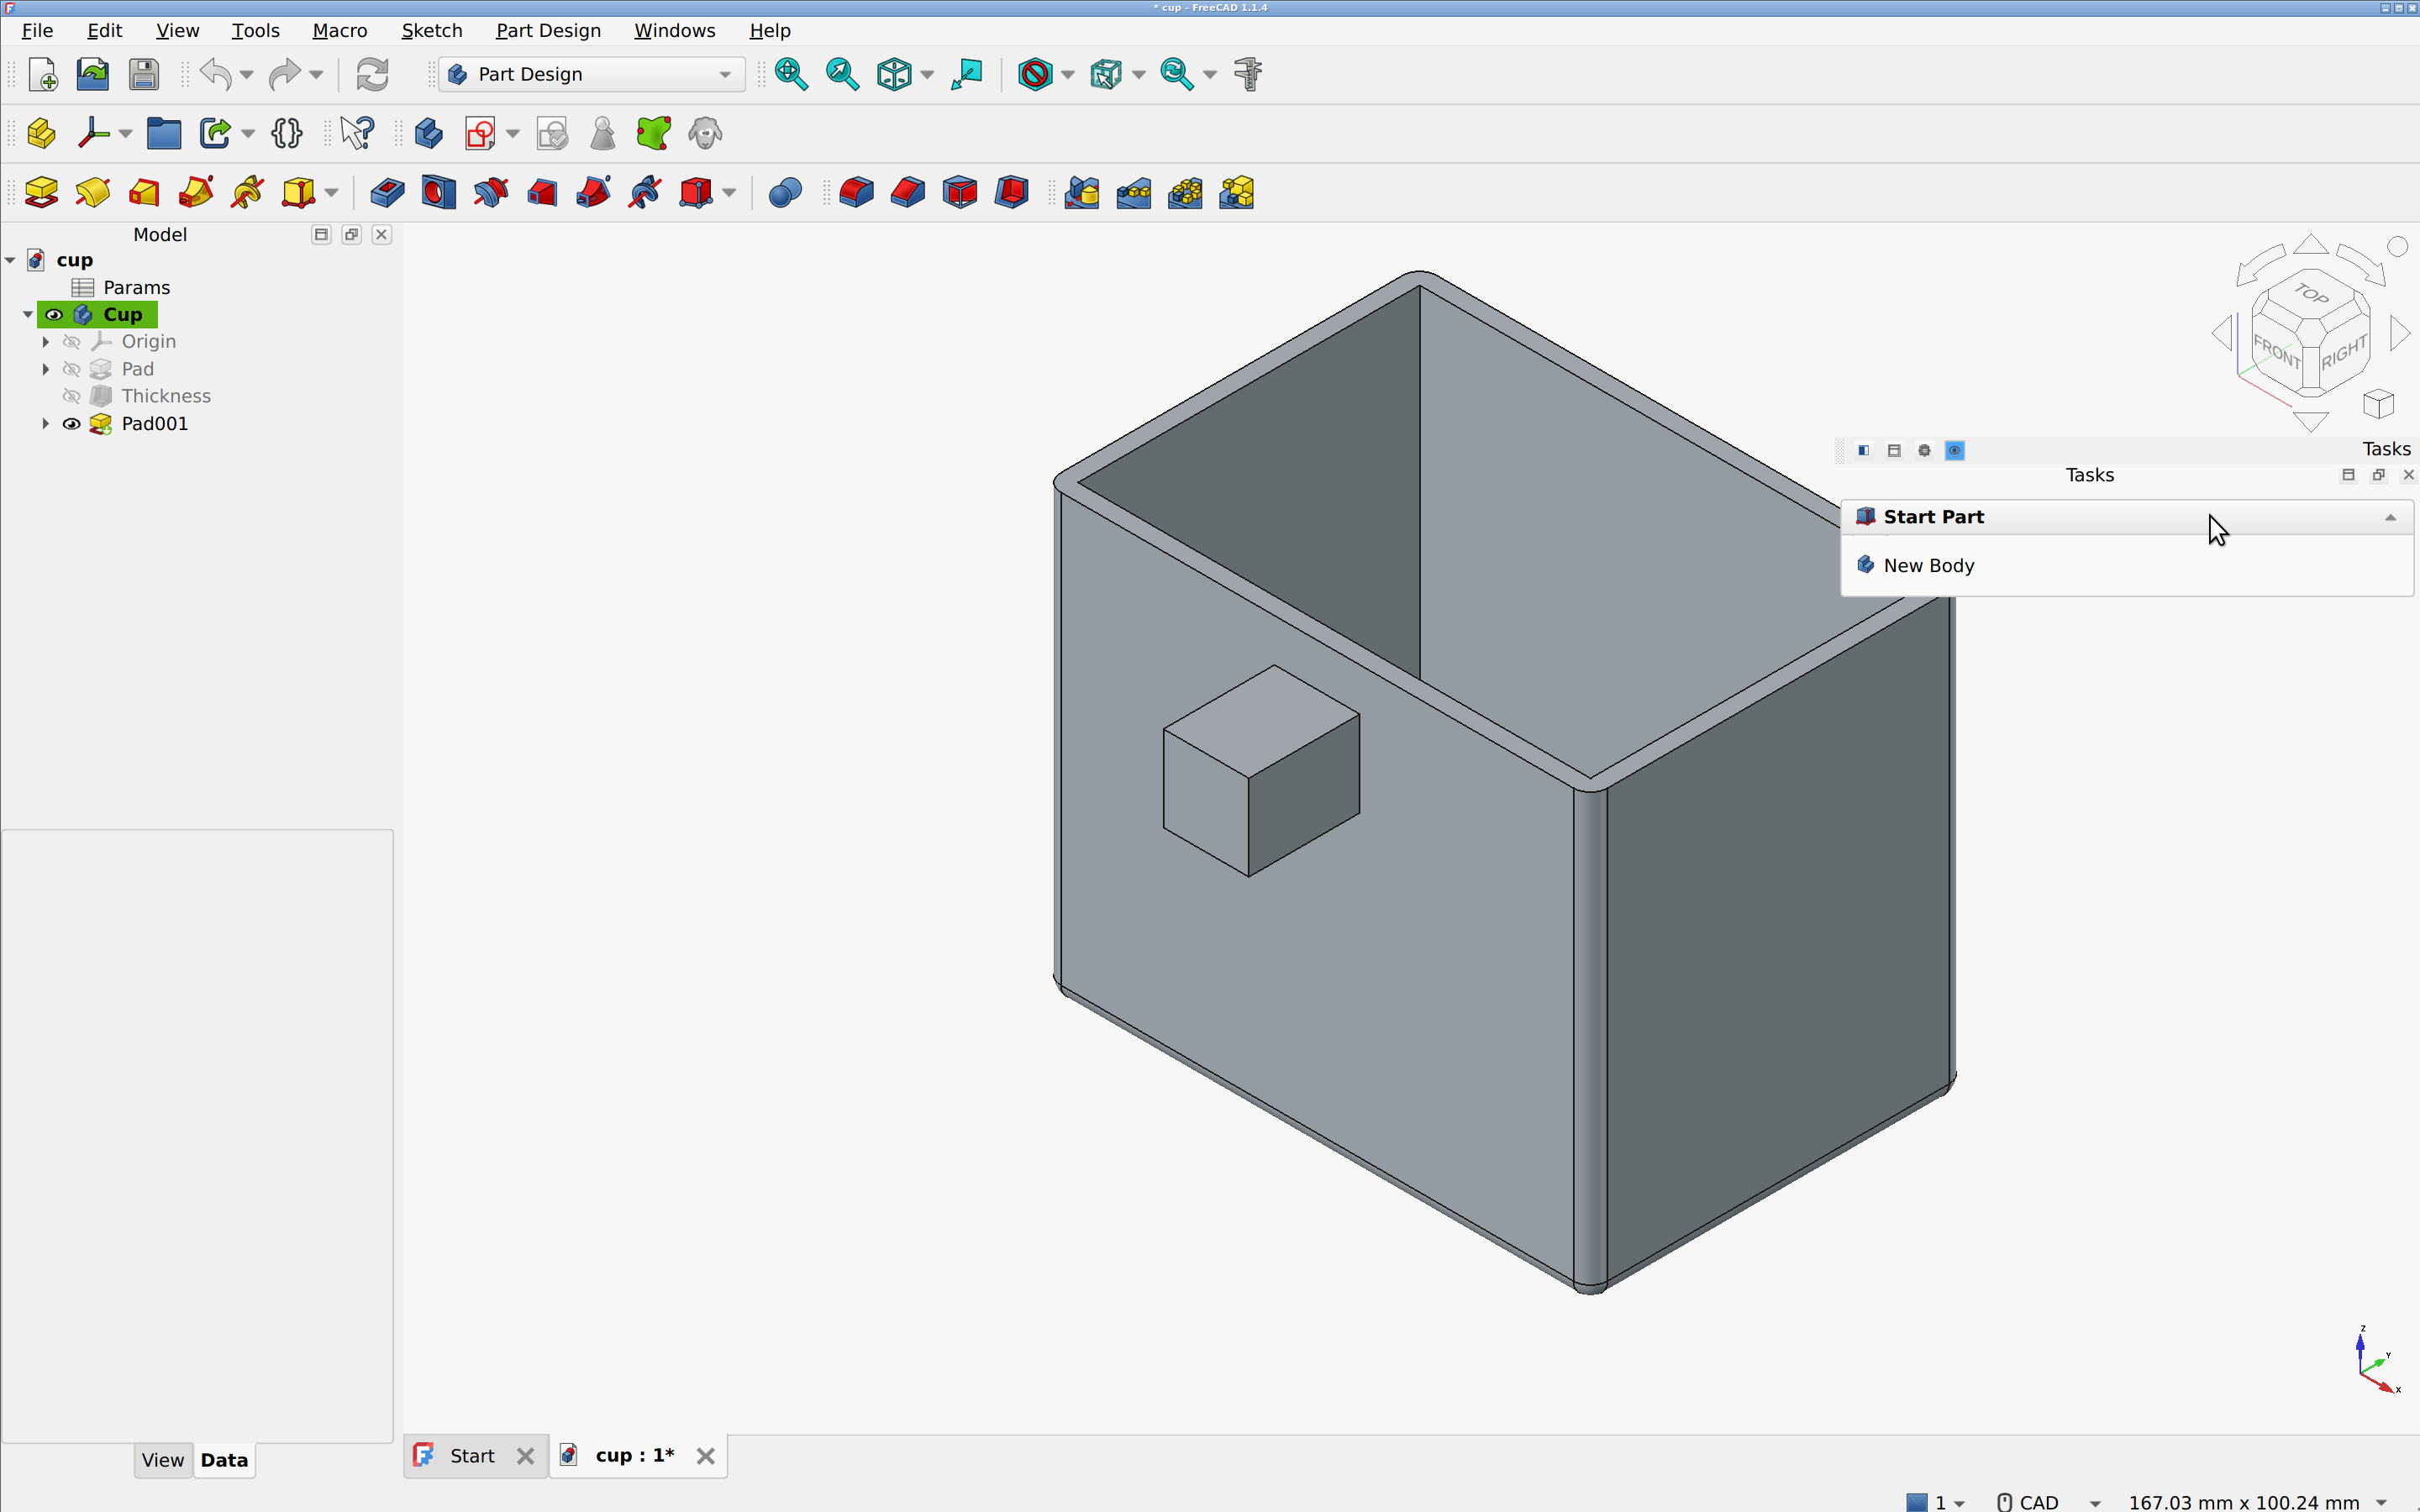 * cup - FreeCAD 1.1.4
File Edit View Tools Macro Sketch Part Design Windows Help
Part Design
Model
cup
Params
Cup
Origin
Pad
Thickness
Pad001
TOP
FRONT
RIGHT
Tasks
Tasks
Start Part
New Body
Z
Y
X
View Data
Start
cup : 1*
1 CAD 167.03 mm x 100.24 mm